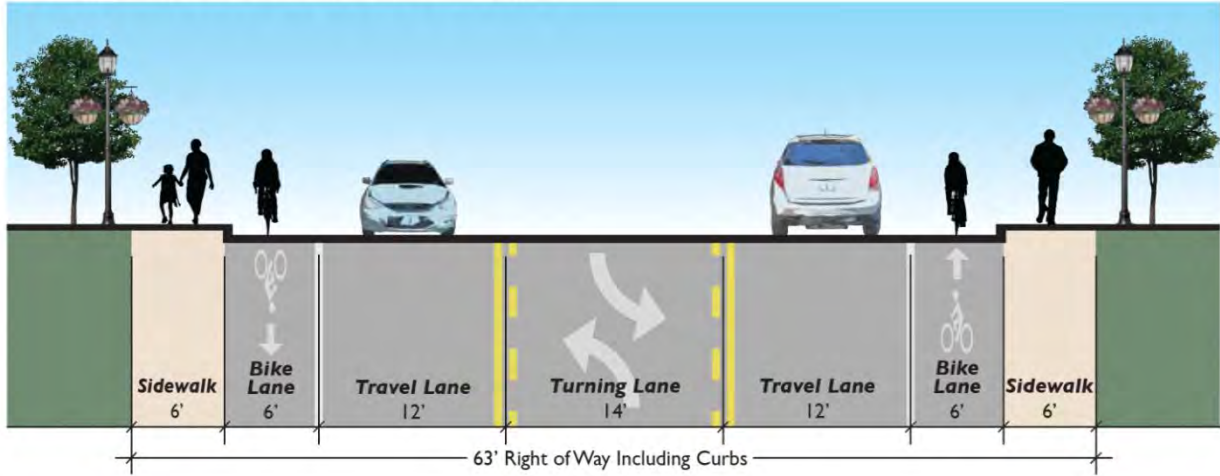 Sidewalk
6'
Bike
Lane
6'
Travel Lane
12'
Turning Lane
14'
Travel Lane
12'
Bike
Lane
6'
Sidewalk
6'
63' Right of Way Including Curbs